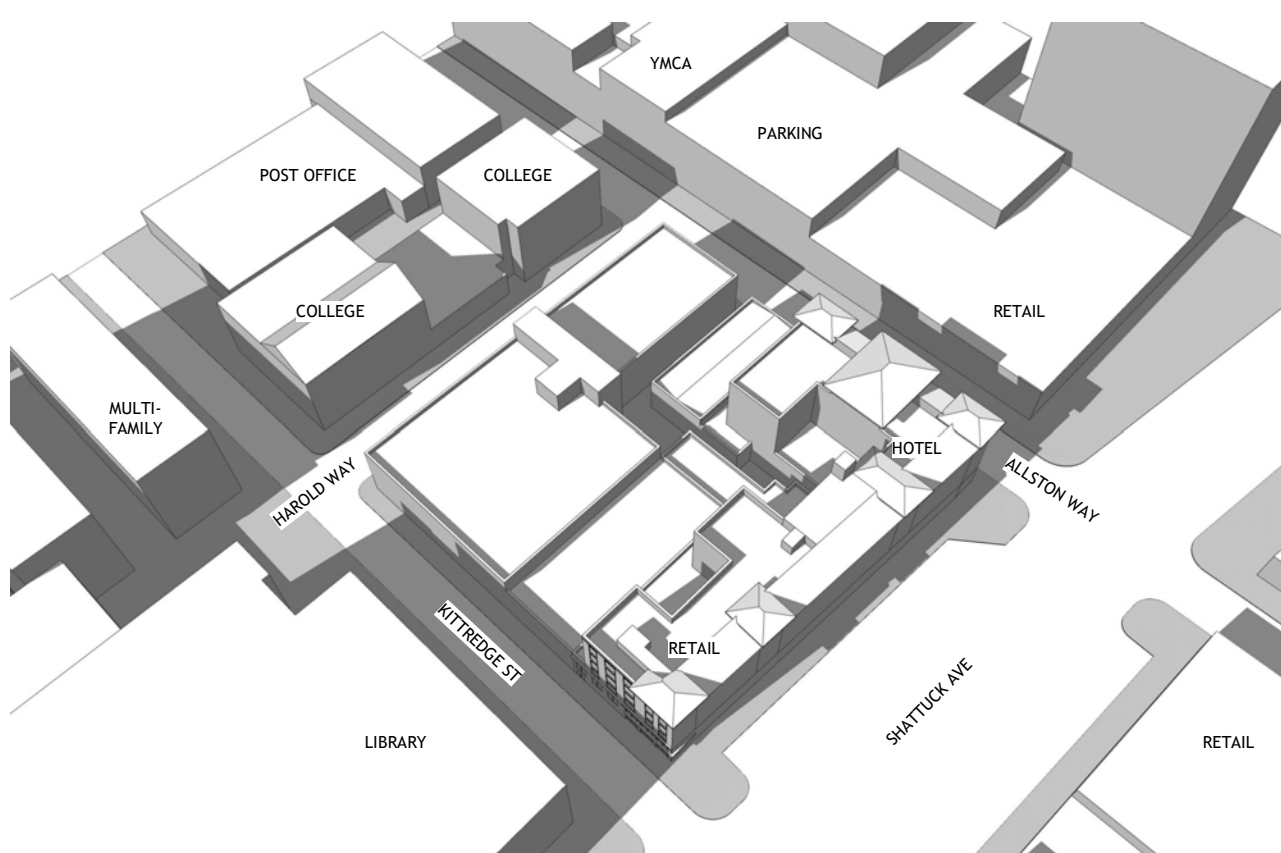 YMCA
PARKING
POST OFFICE
COLLEGE
COLLEGE
RETAIL
MULTI-
FAMILY
HOTEL
HAROLD WAY
ALLSTON WAY
KITTREDGE ST
RETAIL
SHATTUCK AVE
LIBRARY
RETAIL